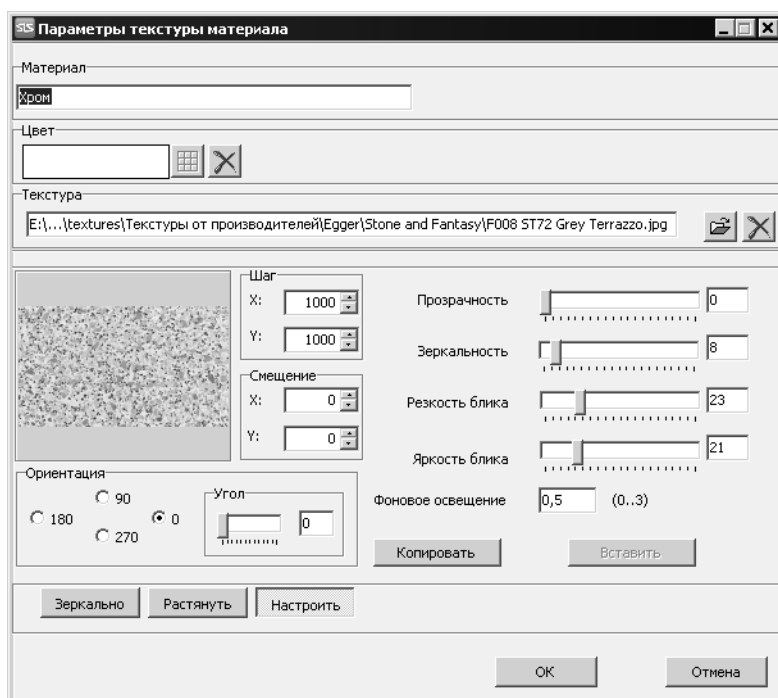 SLS Параметры текстуры материала
Материал
Хром
Цвет
Текстура
E:\...\textures\Текстуры от производителей\Egger\Stone and Fantasy\F008 ST72 Grey Terrazzo.jpg
Шаг
X: 1000
Y: 1000
Смещение
X: 0
Y: 0
Прозрачность 0
Зеркальность 8
Резкость блика 23
Яркость блика 21
Фоновое освещение 0,5 (0..3)
Ориентация
90
180
0
270
Угол
0
Копировать
Вставить
Зеркально
Растянуть
Настроить
ОК
Отмена